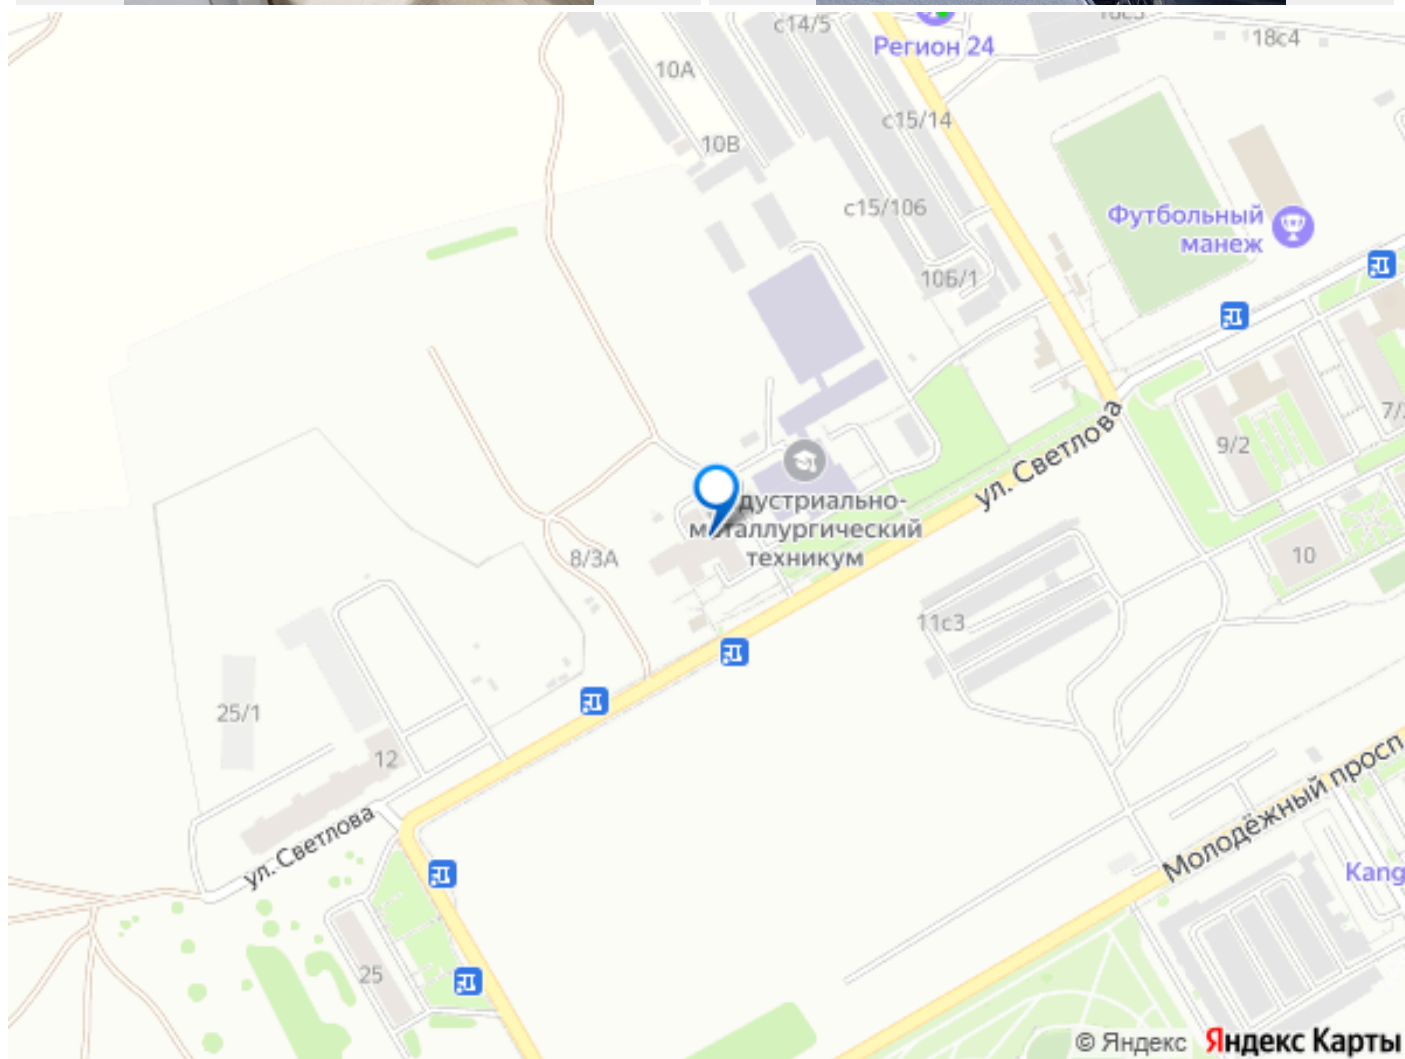 с14/5
18с4
Регион 24
10А
с15/14
10В
с15/106
Футбольный
манеж
10Б/1
ул. Светлова
9/2
дустриально-
металлургический
техникум
8/3А
10
11с3
25/1
12
Молодёжный просп
ул. Светлова
Kang
25
© Яндекс Яндекс Карты